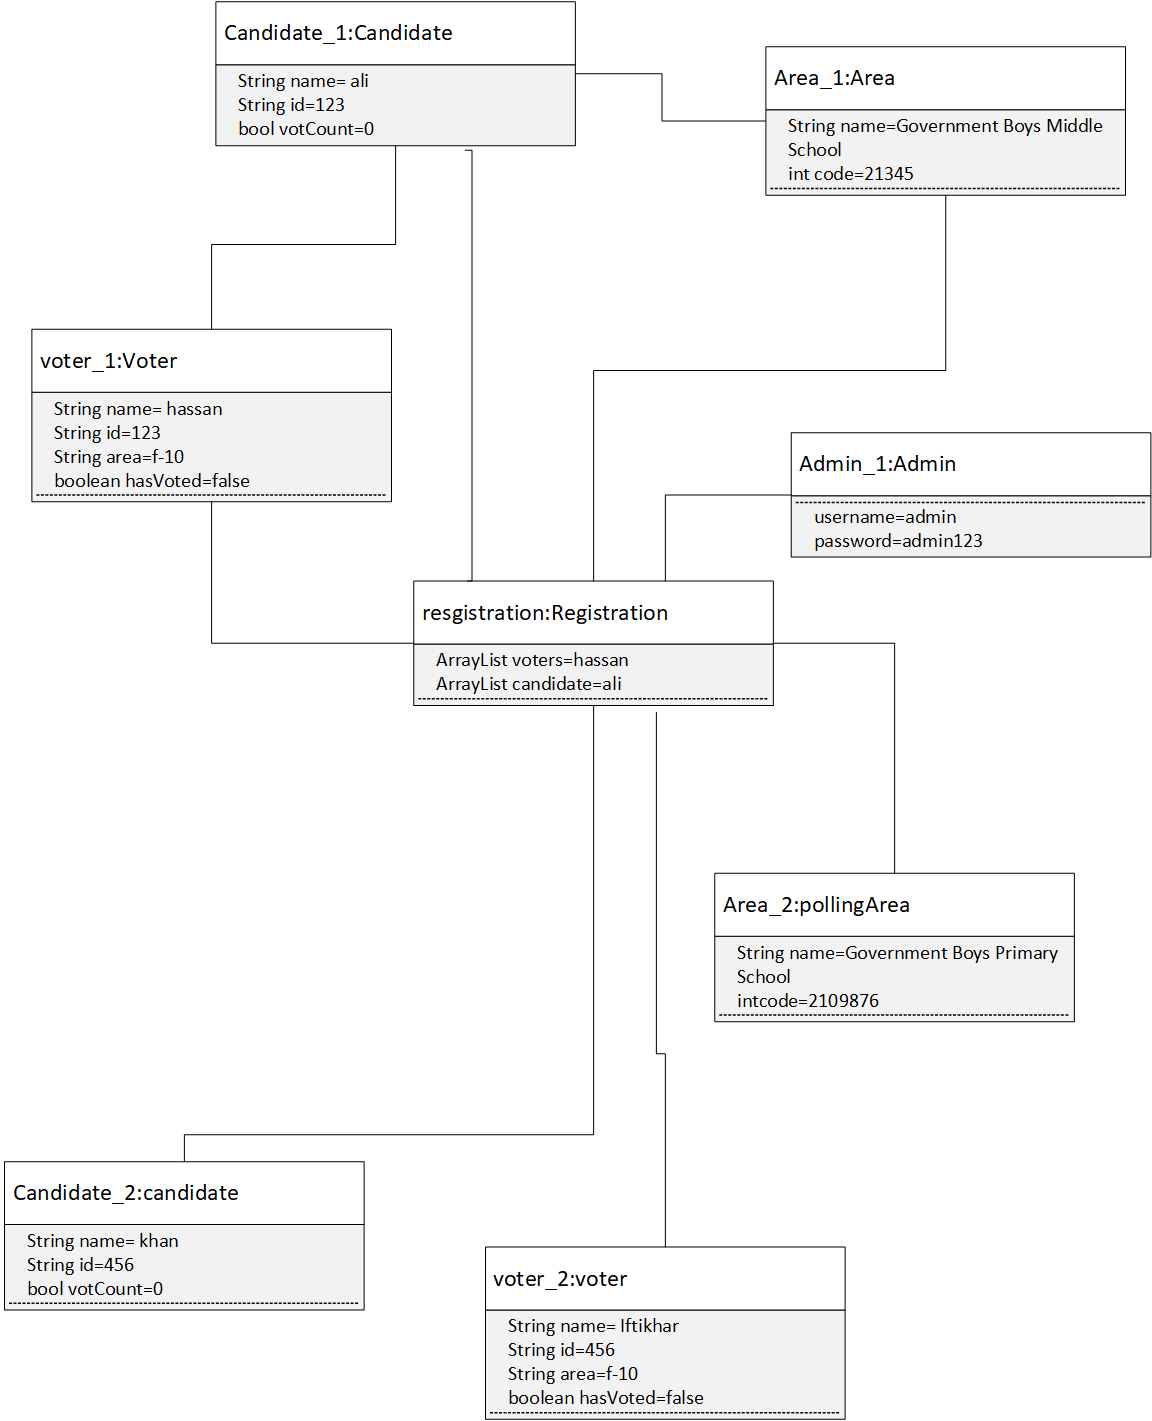 Candidate_1:Candidate
String name= ali
String id=123
bool votCount=0
Area_1:Area
String name=Government Boys Middle
School
int code=21345
voter_1:Voter
String name= hassan
String id=123
String area=f-10
boolean hasVoted=false
Admin_1:Admin
username=admin
password=admin123
resgistration:Registration
ArrayList voters=hassan
ArrayList candidate=ali
Area_2:pollingArea
String name=Government Boys Primary
School
intcode=2109876
Candidate_2:candidate
String name= khan
String id=456
bool votCount=0
voter_2:voter
String name= Iftikhar
String id=456
String area=f-10
boolean hasVoted=false